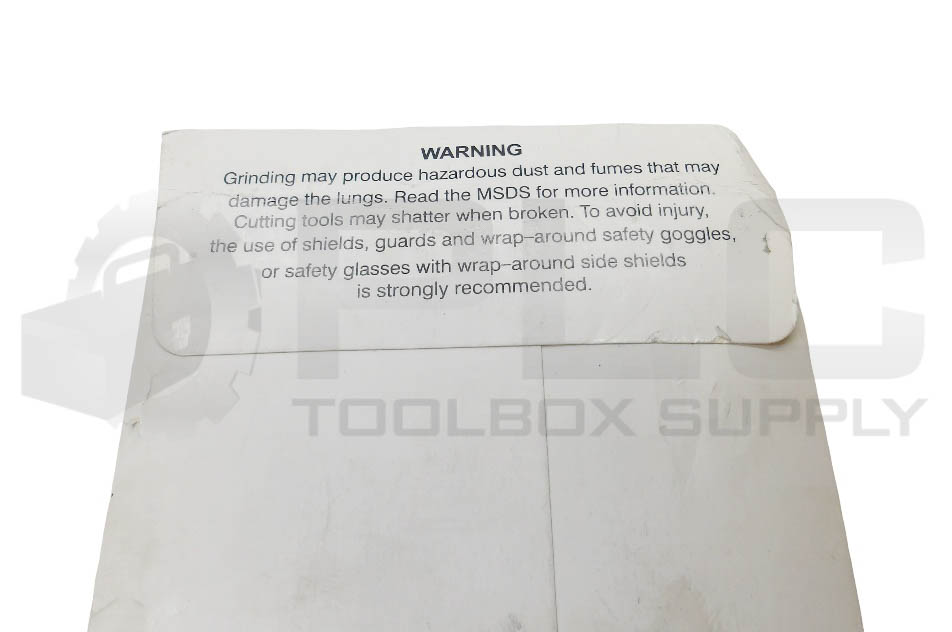 WARNING
Grinding may produce hazardous dust and fumes that may
damage the lungs. Read the MSDS for more information.
Cutting tools may shatter when broken. To avoid injury,
the use of shields, guards and wrap–around safety goggles,
or safety glasses with wrap–around side shields
is strongly recommended.
PLC
TOOLBOX SUPPLY